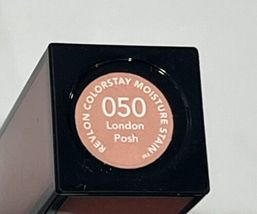 REVLON COLORSTAY MOISTURE STAIN™
050
London
Posh